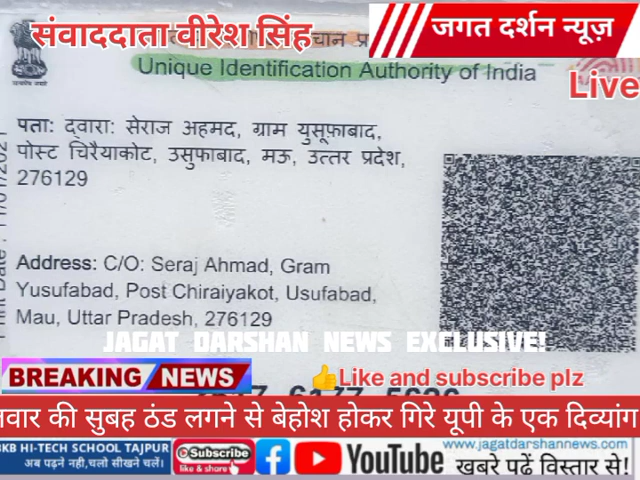 संवाददाता वीरेश सिंह
जगत दर्शन न्यूज़
Unique Identification Authority of India
Live
पता: द्वारा: सेराज अहमद, ग्राम युसूफ़ाबाद,
पोस्ट चिरैयाकोट, उसुफाबाद, मऊ, उत्तर प्रदेश,
276129
Address: C/O: Seraj Ahmad, Gram
Yusufabad, Post Chiraiyakot, Usufabad,
Mau, Uttar Pradesh, 276129
JAGAT DARSHAN NEWS EXCLUSIVE!
BREAKING NEWS
👍Like and subscribe plz
की सुबह ठंड लगने से बेहोश होकर गिरे यूपी के एक
BKB HI-TECH SCHOOL TAJPUR
अब पढ़ने नही,चलो सीखने चलें।
Subscribe
like & share
YouTube
www.jagatdarshannews.com
खबरे पढ़ें विस्तार से!